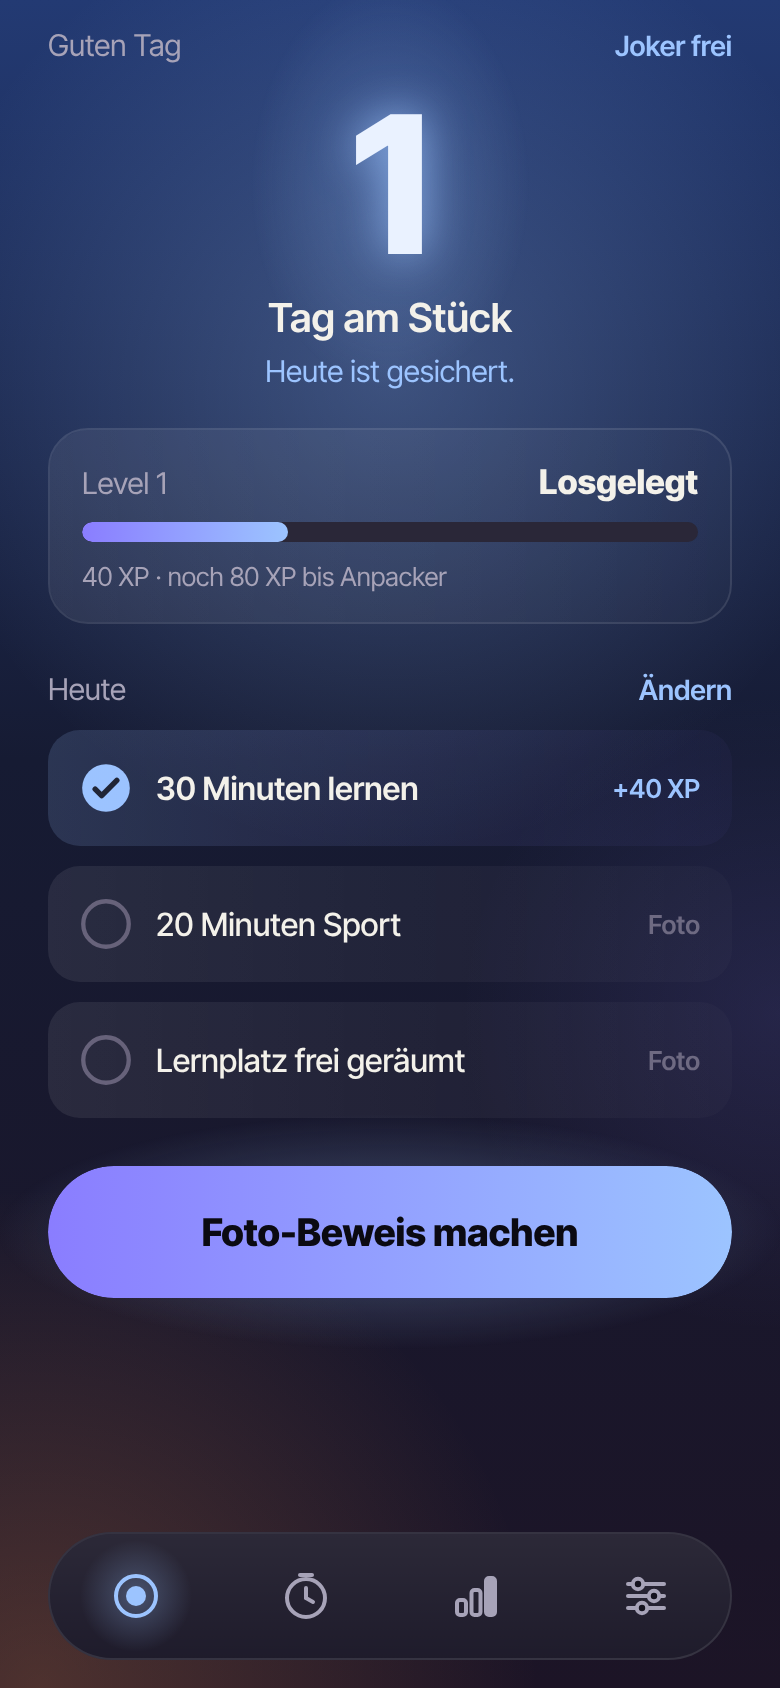 Guten Tag
Joker frei
1
Tag am Stück
Heute ist gesichert.
Level 1
Losgelegt
40 XP · noch 80 XP bis Anpacker
Heute
Ändern
30 Minuten lernen
+40 XP
20 Minuten Sport
Foto
Lernplatz frei geräumt
Foto
Foto-Beweis machen